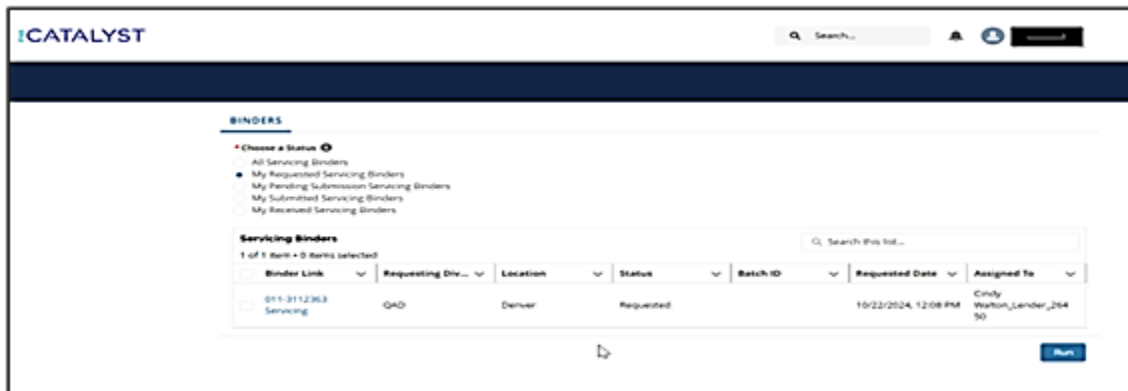 CATALYST
Search...
BINDERS
*Choose a Status
All Servicing Binders
My Requested Servicing Binders
My Pending Submission Servicing Binders
My Submitted Servicing Binders
My Received Servicing Binders
Servicing Binders
Search this list...
1 of 1 item • 0 items selected
Binder Link Requesting Div... Location Status Batch ID Requested Date Assigned To
011-3112363 Servicing QAD Denver Requested 10/22/2024, 12:08 PM Cindy Walton_Lender_264 50
Run